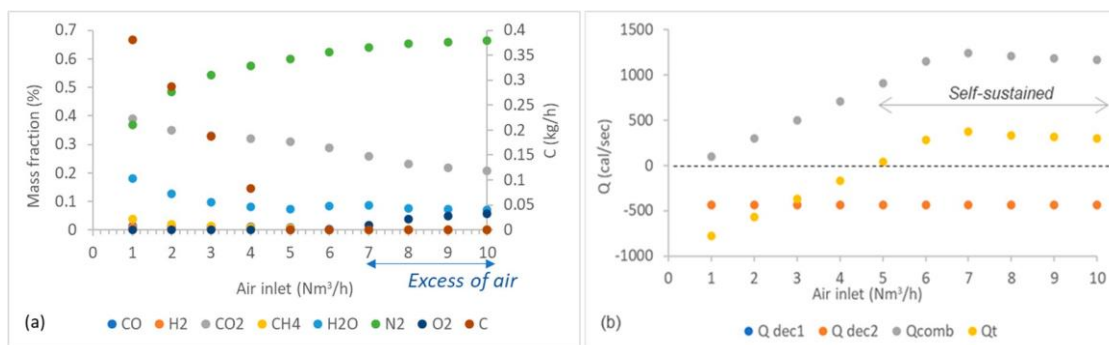 0.7
0.6
0.5
0.4
0.3
0.2
0.1
0
Mass fraction (%)
0.4
0.35
0.3
0.25
0.2
0.15
0.1
0.05
0
C (kg/h)
0 1 2 3 4 5 6 7 8 9 10
Air inlet (Nm³/h)
Excess of air
(a)
CO H2 CO2 CH4 H2O N2 O2 C
1500
1000
500
0
-500
-1000
Q (cal/sec)
Self-sustained
0 1 2 3 4 5 6 7 8 9 10
Air inlet (Nm³/h)
(b)
Q dec1 Q dec2 Qcomb Qt